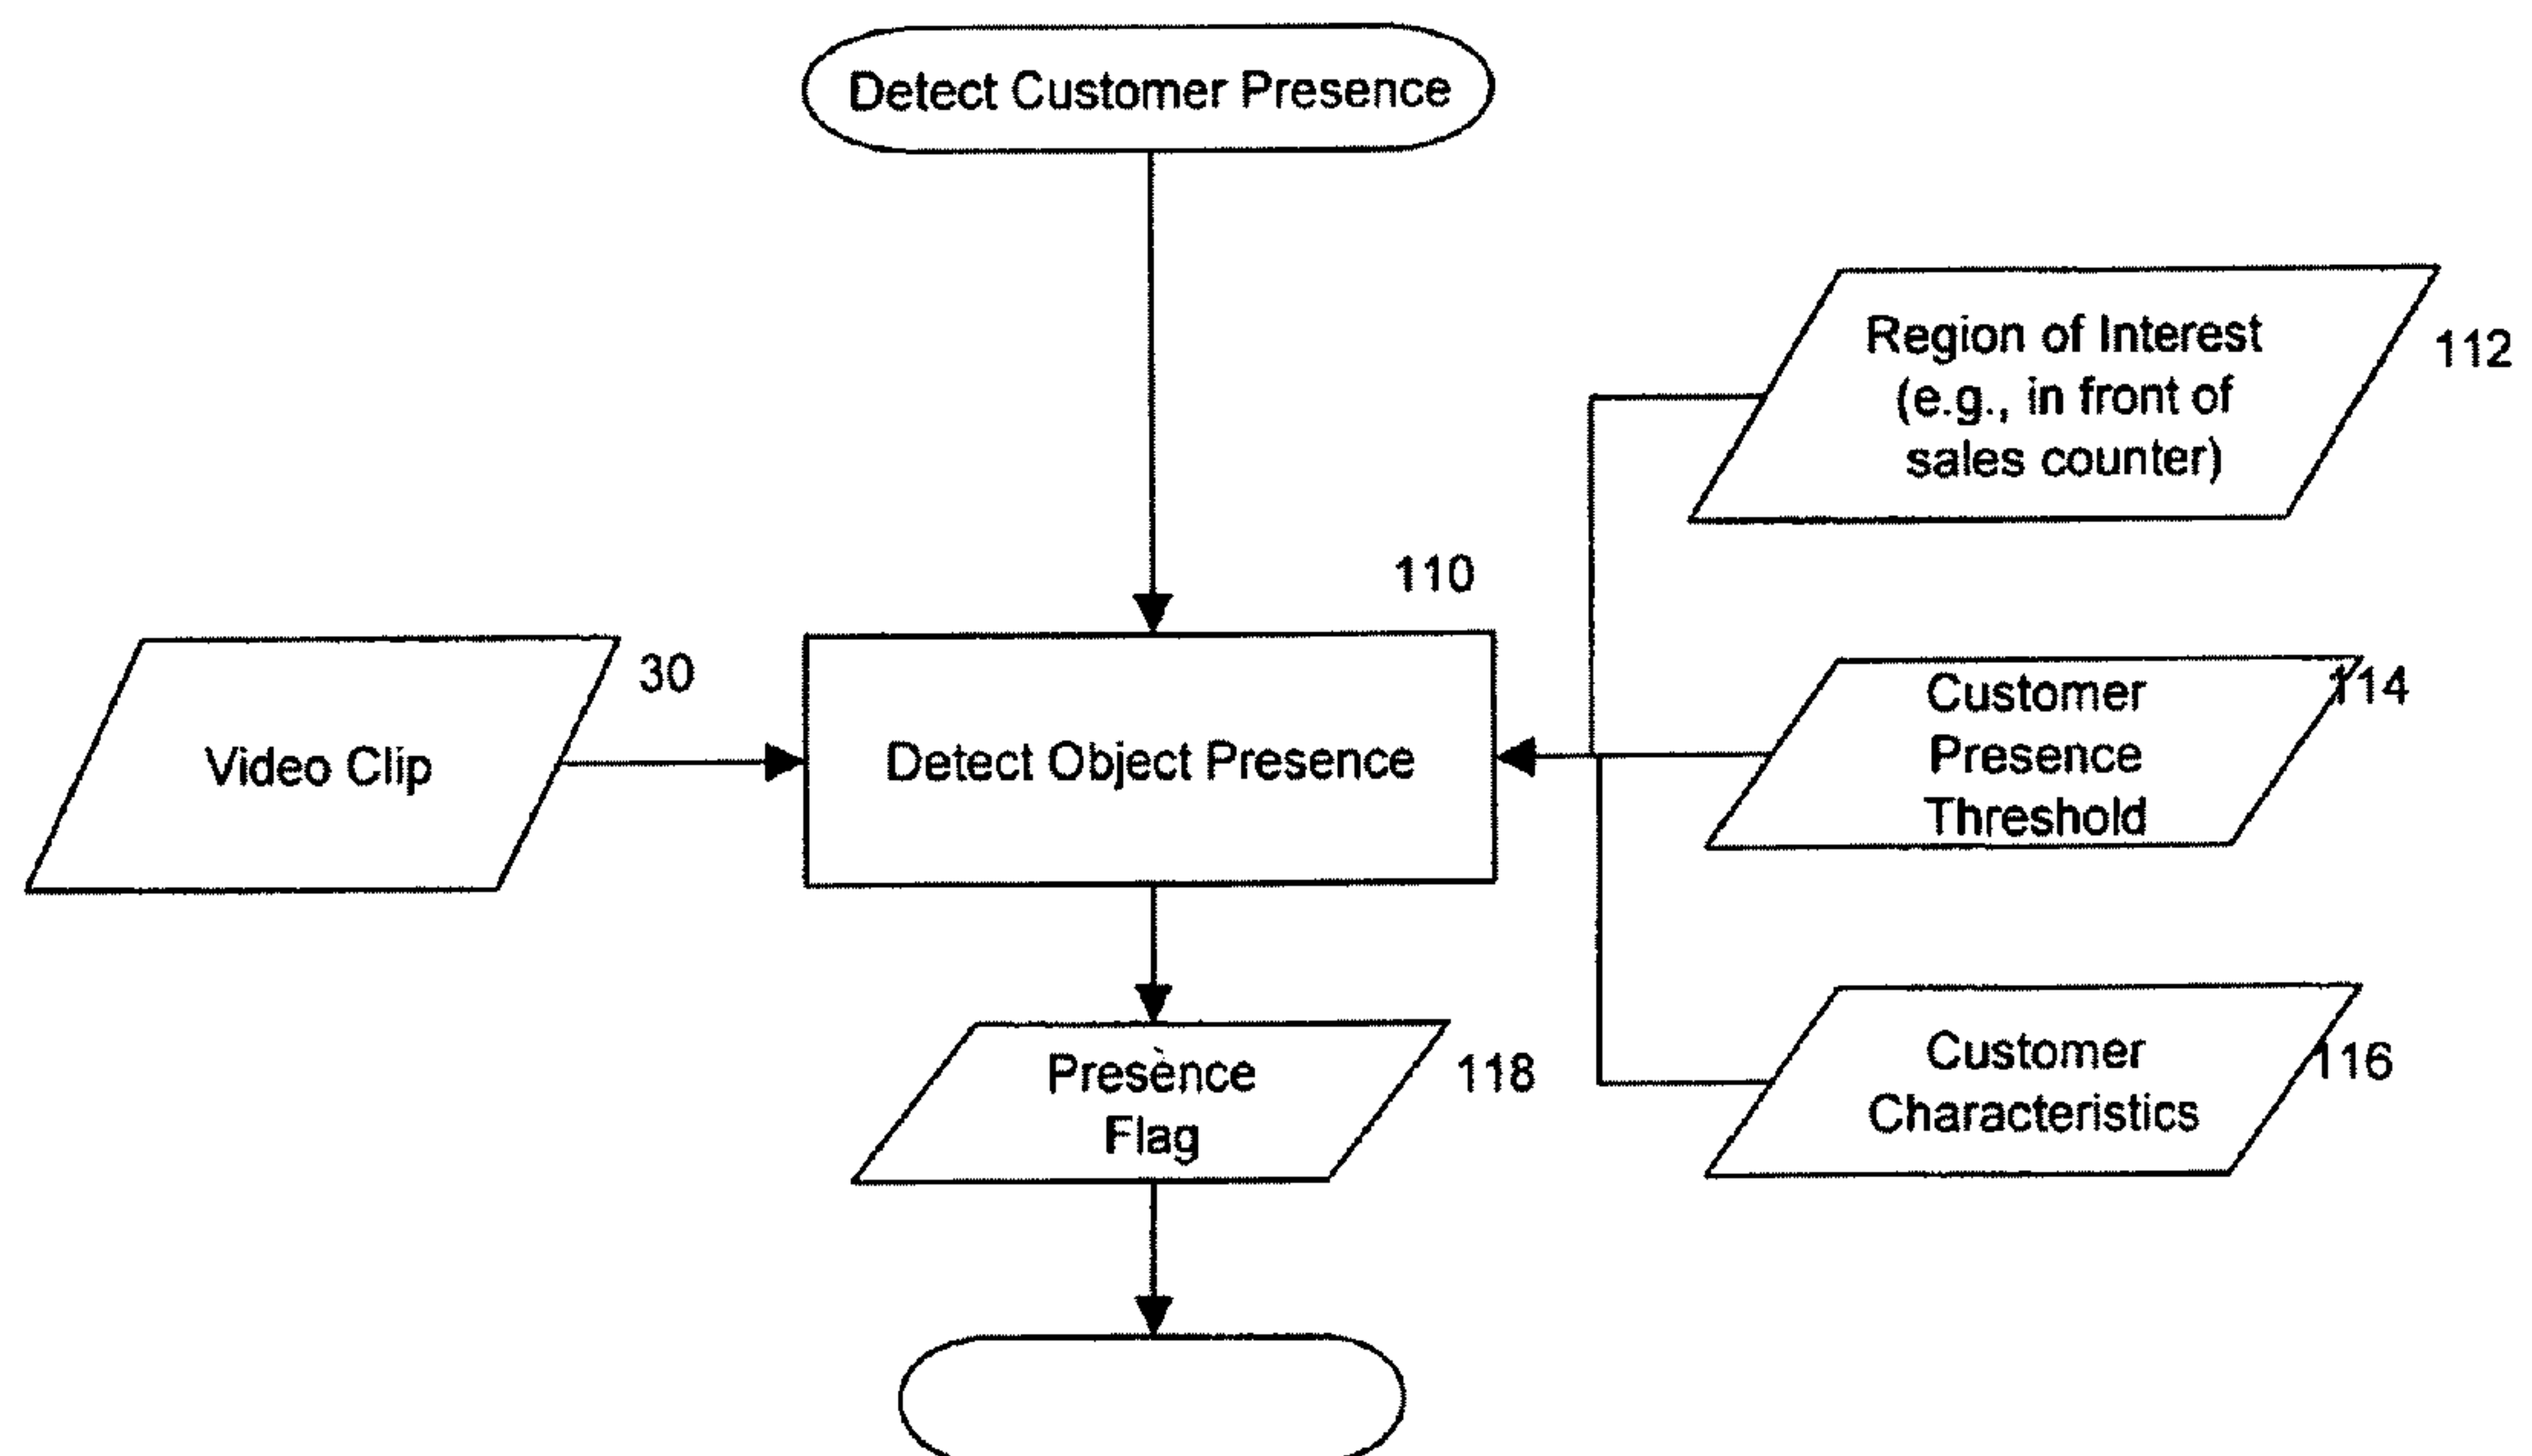 Detect Customer Presence
Region of Interest
(e.g., in front of
sales counter)
112
110
30
Video Clip
Detect Object Presence
114
Customer
Presence
Threshold
Presence
Flag
118
Customer
Characteristics
116